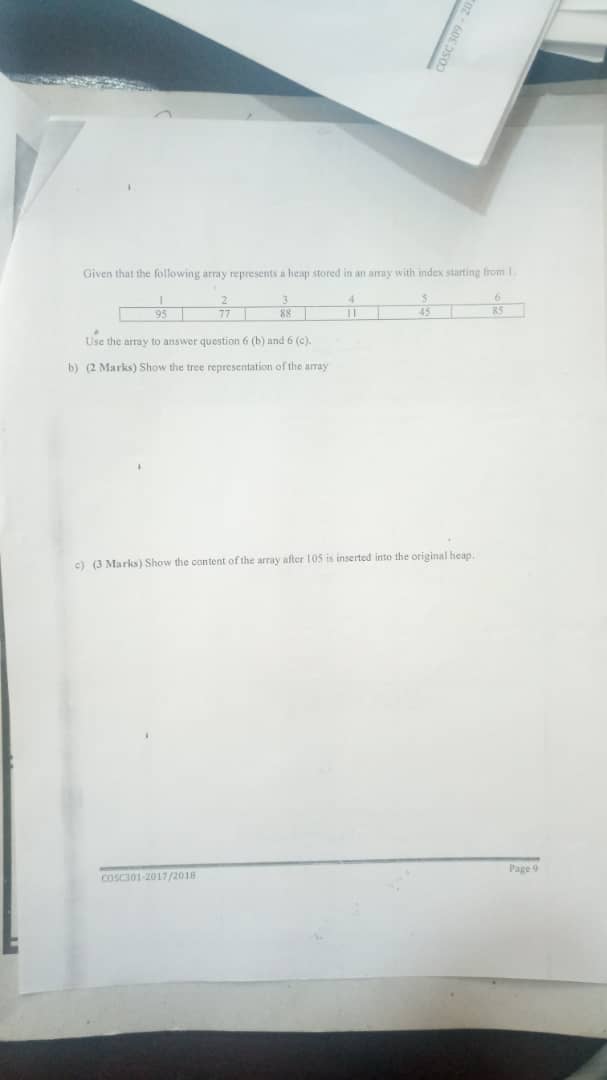 COSC 309 - 201
Given that the following array represents a heap stored in an array with index starting from 1.
1 2 3 4 5 6
95 77 88 11 45 85
Use the array to answer question 6 (b) and 6 (c).
b) (2 Marks) Show the tree representation of the array
c) (3 Marks) Show the content of the array after 105 is inserted into the original heap.
COSC301-2017/2018 Page 9